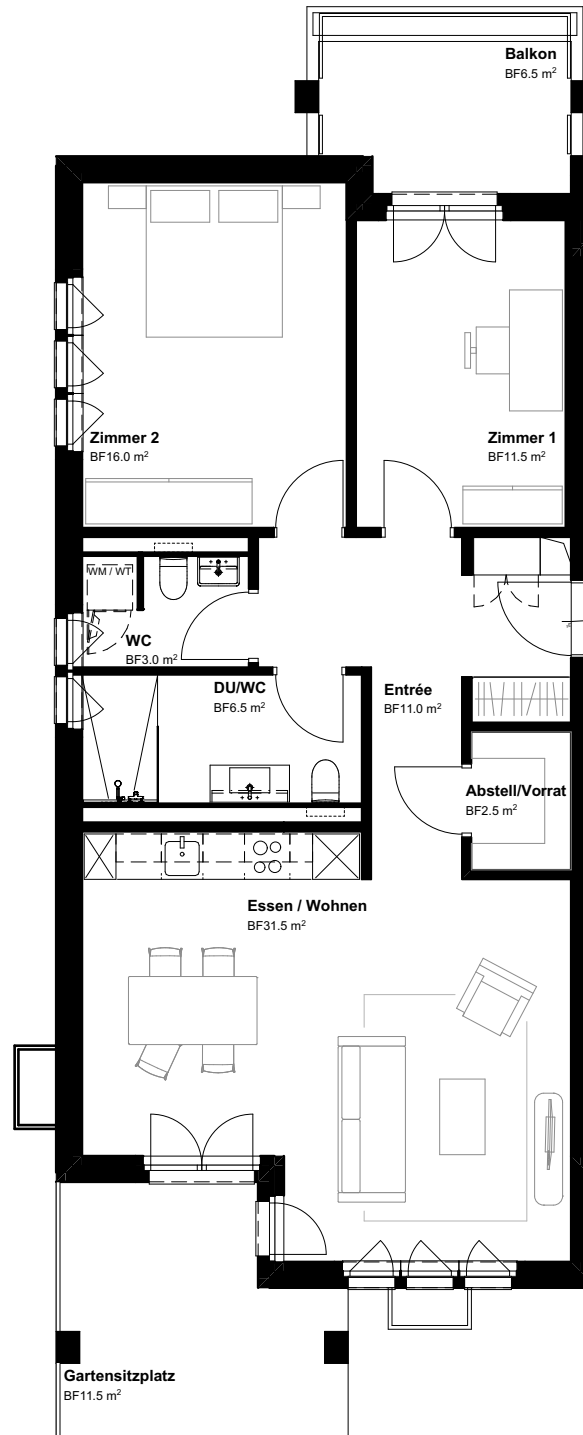 Balkon
BF6.5 m²
Zimmer 2
BF16.0 m²
Zimmer 1
BF11.5 m²
WM / WT
WC
BF3.0 m²
DU/WC
BF6.5 m²
Entrée
BF11.0 m²
Abstell/Vorrat
BF2.5 m²
Essen / Wohnen
BF31.5 m²
Gartensitzplatz
BF11.5 m²